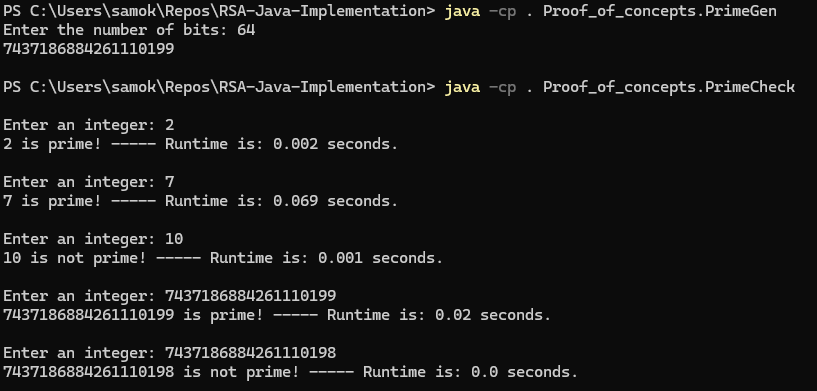 PS C:\Users\samok\Repos\RSA-Java-Implementation> java -cp . Proof_of_concepts.PrimeGen
Enter the number of bits: 64
7437186884261110199
PS C:\Users\samok\Repos\RSA-Java-Implementation> java -cp . Proof_of_concepts.PrimeCheck
Enter an integer: 2
2 is prime! ----- Runtime is: 0.002 seconds.
Enter an integer: 7
7 is prime! ----- Runtime is: 0.069 seconds.
Enter an integer: 10
10 is not prime! ----- Runtime is: 0.001 seconds.
Enter an integer: 7437186884261110199
7437186884261110199 is prime! ----- Runtime is: 0.02 seconds.
Enter an integer: 7437186884261110198
7437186884261110198 is not prime! ----- Runtime is: 0.0 seconds.